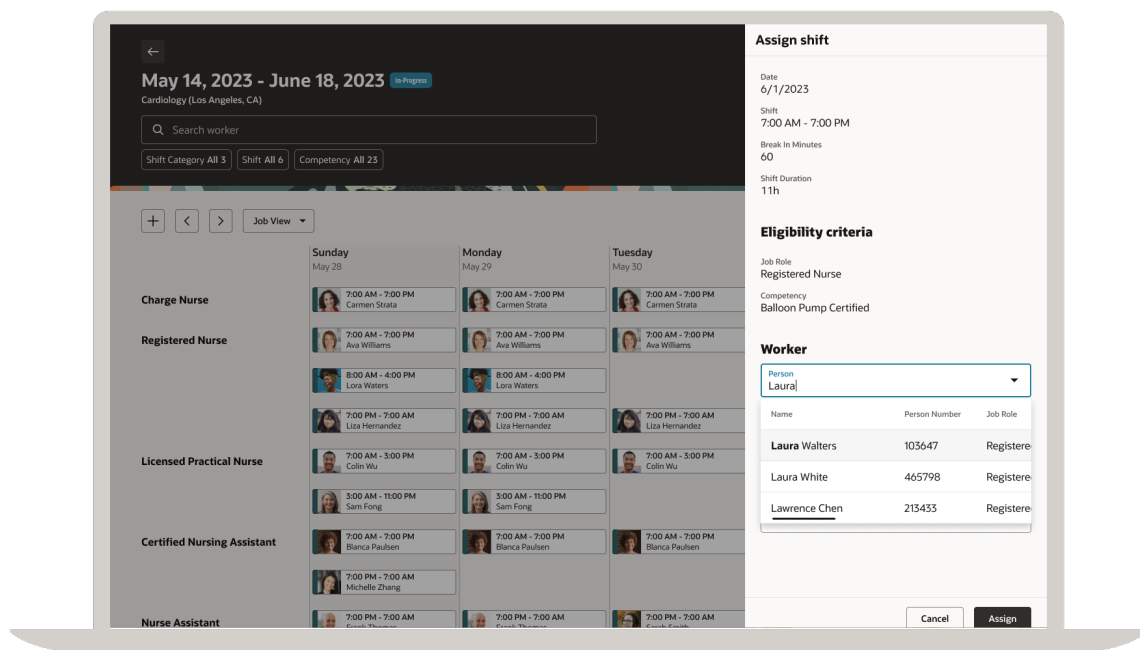 May 14, 2023 - June 18, 2023 In-Progress
Cardiology (Los Angeles, CA)
Search worker
Shift Category All 3 Shift All 6 Competency All 23
Job View
Sunday Monday Tuesday
May 28 May 29 May 30
Charge Nurse
7:00 AM - 7:00 PM 7:00 AM - 7:00 PM 7:00 AM - 7:00 PM
Carmen Strata Carmen Strata Carmen Strata
Registered Nurse
7:00 AM - 7:00 PM 7:00 AM - 7:00 PM 7:00 AM - 7:00 PM
Ava Williams Ava Williams Ava Williams
8:00 AM - 4:00 PM 8:00 AM - 4:00 PM
Lora Waters Lora Waters
7:00 PM - 7:00 AM 7:00 PM - 7:00 AM 7:00 PM - 7:00 AM
Liza Hernandez Liza Hernandez Liza Hernandez
Licensed Practical Nurse
7:00 AM - 3:00 PM 7:00 AM - 3:00 PM 7:00 AM - 3:00 PM
Colin Wu Colin Wu Colin Wu
3:00 AM - 11:00 PM 3:00 AM - 11:00 PM
Sam Fong Sam Fong
Certified Nursing Assistant
7:00 AM - 7:00 PM 7:00 AM - 7:00 PM 7:00 AM - 7:00 PM
Blanca Paulsen Blanca Paulsen Blanca Paulsen
7:00 PM - 7:00 AM
Michelle Zhang
Nurse Assistant
7:00 PM - 7:00 AM 7:00 PM - 7:00 AM 7:00 PM - 7:00 AM
Frank Thomas Frank Thomas Sarah Smith
Assign shift
Date
6/1/2023
Shift
7:00 AM - 7:00 PM
Break In Minutes
60
Shift Duration
11h
Eligibility criteria
Job Role
Registered Nurse
Competency
Balloon Pump Certified
Worker
Person
Laura
Name Person Number Job Role
Laura Walters 103647 Registere
Laura White 465798 Registere
Lawrence Chen 213433 Registere
Cancel Assign